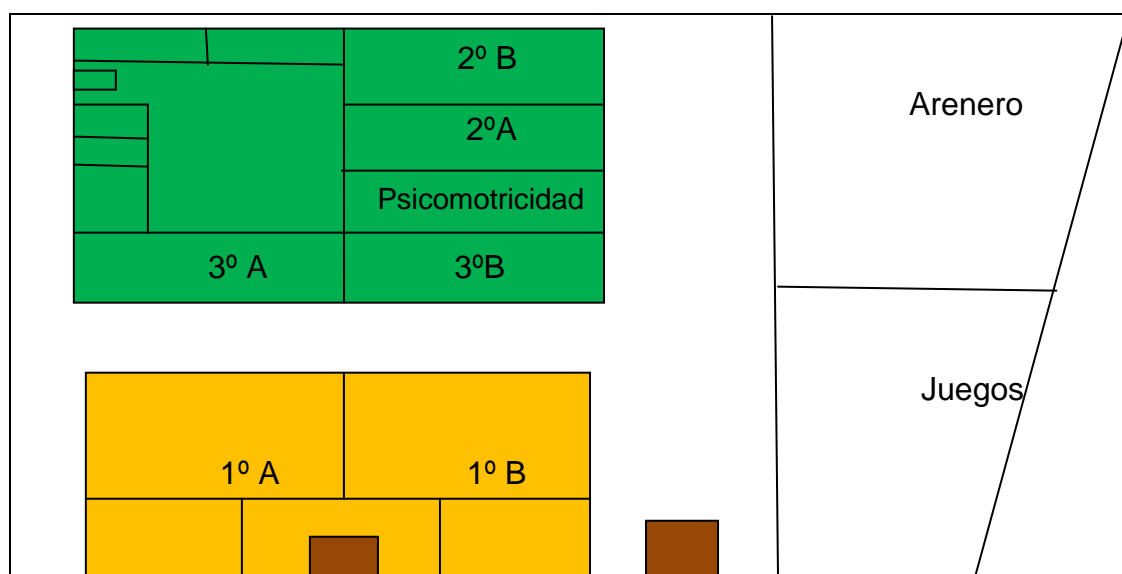 2º B
2ºA
Psicomotricidad
3º A
3ºB
1º A
1º B
Arenero
Juegos